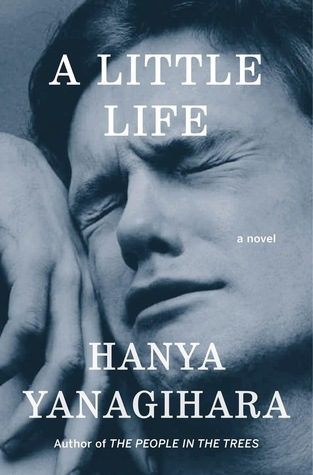 A LITTLE
LIFE
a novel
HANYA
YANAGIHARA
Author of THE PEOPLE IN THE TREES